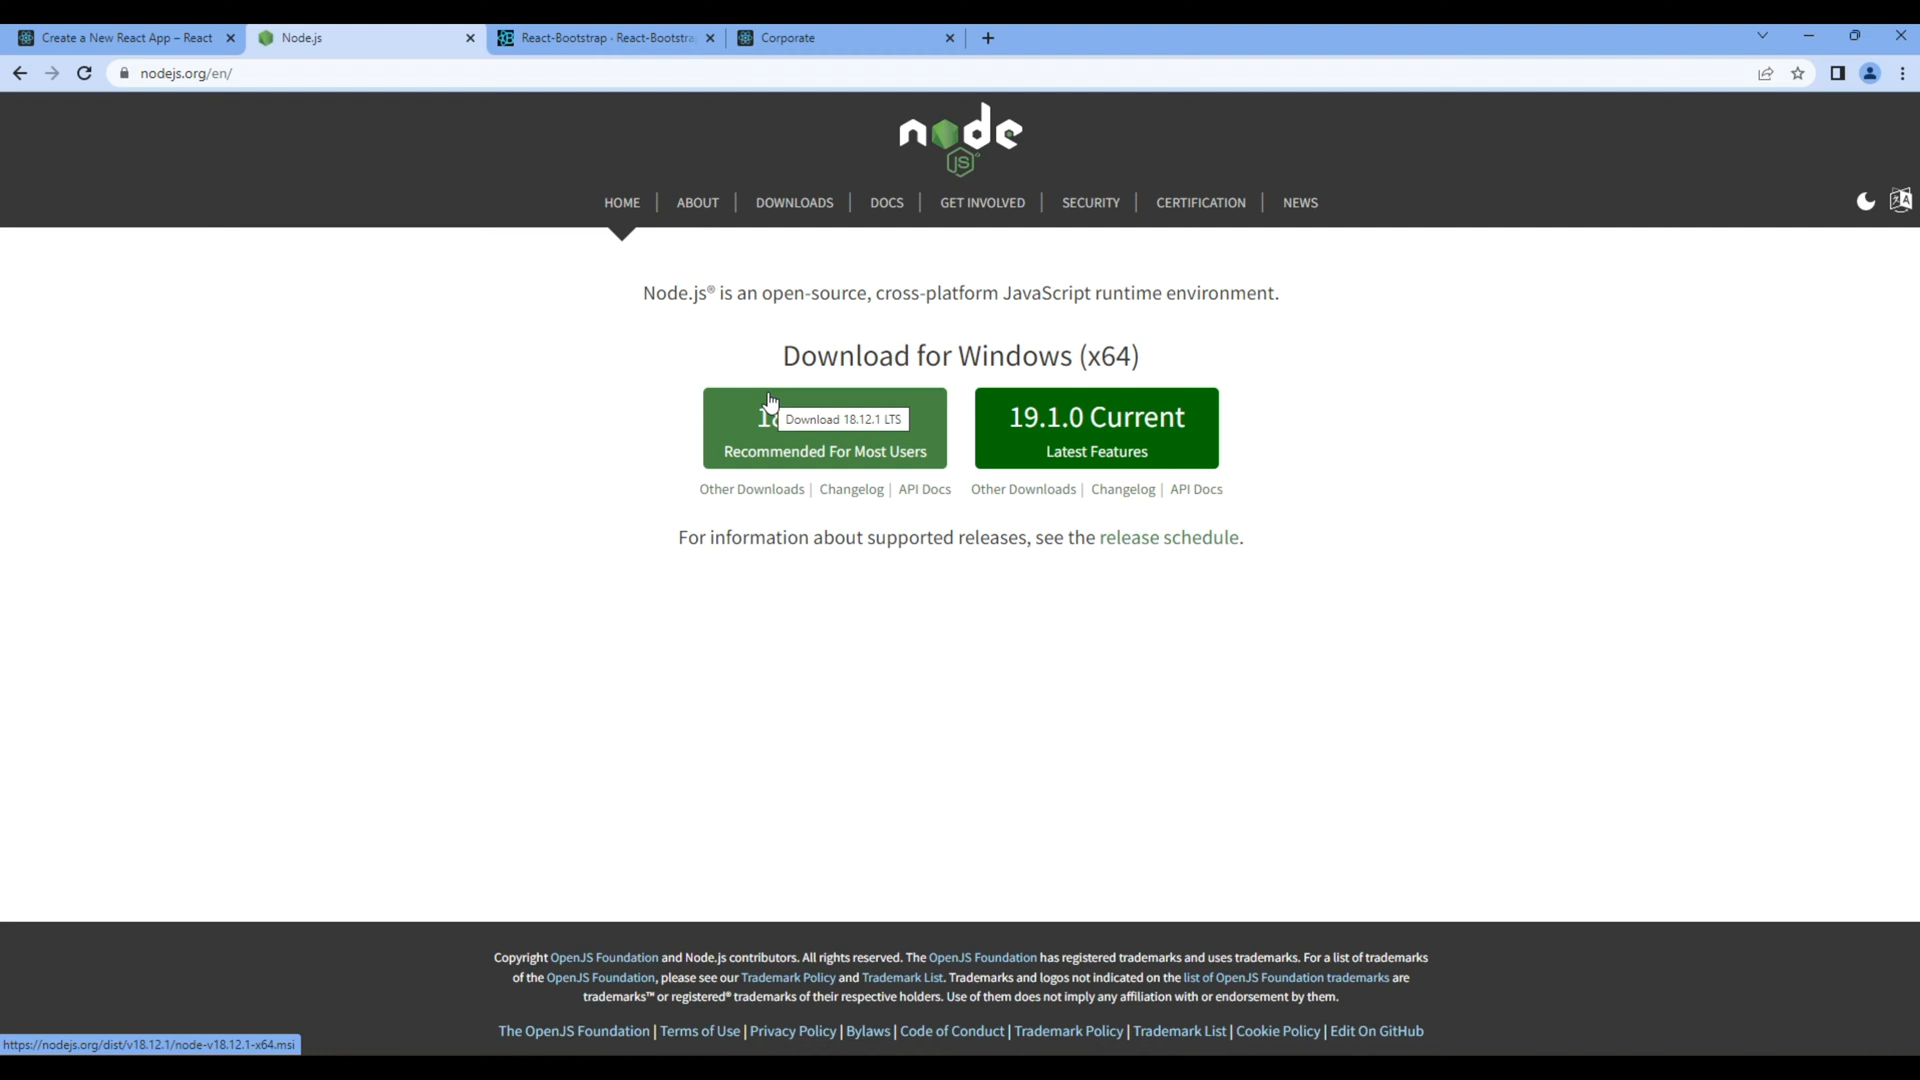 Create a New React App – React
Node.js
React-Bootstrap · React-Bootstra
Corporate
nodejs.org/en/
node
JS
HOME | ABOUT | DOWNLOADS | DOCS | GET INVOLVED | SECURITY | CERTIFICATION | NEWS
Node.js® is an open-source, cross-platform JavaScript runtime environment.
Download for Windows (x64)
Download 18.12.1 LTS
Recommended For Most Users
19.1.0 Current
Latest Features
Other Downloads | Changelog | API Docs
Other Downloads | Changelog | API Docs
For information about supported releases, see the release schedule.
Copyright OpenJS Foundation and Node.js contributors. All rights reserved. The OpenJS Foundation has registered trademarks and uses trademarks. For a list of trademarks
of the OpenJS Foundation, please see our Trademark Policy and Trademark List. Trademarks and logos not indicated on the list of OpenJS Foundation trademarks are
trademarks™ or registered® trademarks of their respective holders. Use of them does not imply any affiliation with or endorsement by them.
The OpenJS Foundation | Terms of Use | Privacy Policy | Bylaws | Code of Conduct | Trademark Policy | Trademark List | Cookie Policy | Edit On GitHub
https://nodejs.org/dist/v18.12.1/node-v18.12.1-x64.msi